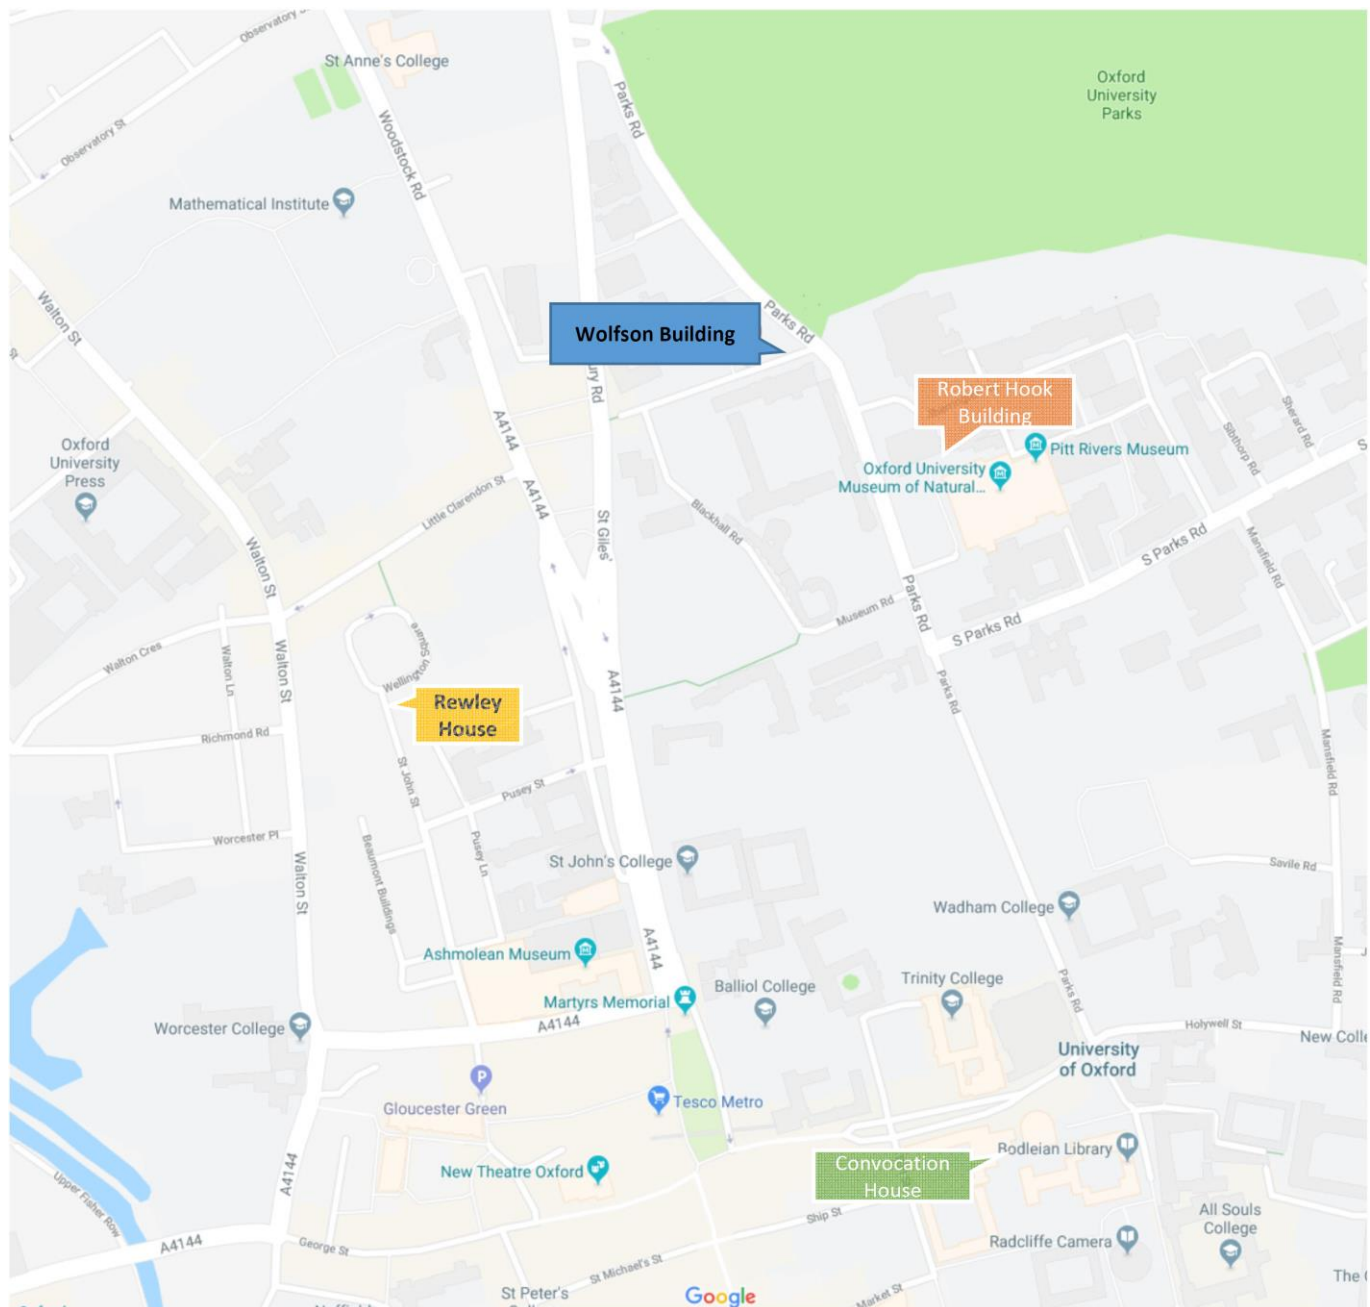 Observatory S
St Anne's College
Oxford
University
Parks
Parks Rd
Observatory St
Woodstock Rd
Mathematical Institute
Walton St
Parks Rd
Wolfson Building
ury Rd
Robert Hook
Building
A4144
Sherard Rd
Sibthorp Rd
Oxford
University
Press
Pitt Rivers Museum
Oxford University
Museum of Natural...
Little Clarendon St
A4144
St Giles'
Blackhall Rd
S Parks Rd
Mansfield Rd
Walton St
Parks Rd
Museum Rd
S Parks Rd
Walton Cres
Walton Ln
Walton St
Wellington Square
A4144
Parks Rd
Rewley
House
Richmond Rd
St John St
Pusey St
Mansfield Rd
Worcester Pl
Beaumont Buildings
Pusey Ln
St John's College
Savile Rd
Walton St
Wadham College
Ashmolean Museum
A4144
Mansfield Rd
Trinity College
Balliol College
Parks Rd
Martyrs Memorial
Worcester College
A4144
Holywell St
New Colle
University
of Oxford
P
Gloucester Green
Tesco Metro
Convocation
House
Bodleian Library
New Theatre Oxford
A4144
Upper Fisher Row
Ship St
All Souls
College
A4144
George St
Radcliffe Camera
St Michael's St
The
St Peter's
Google
Market St